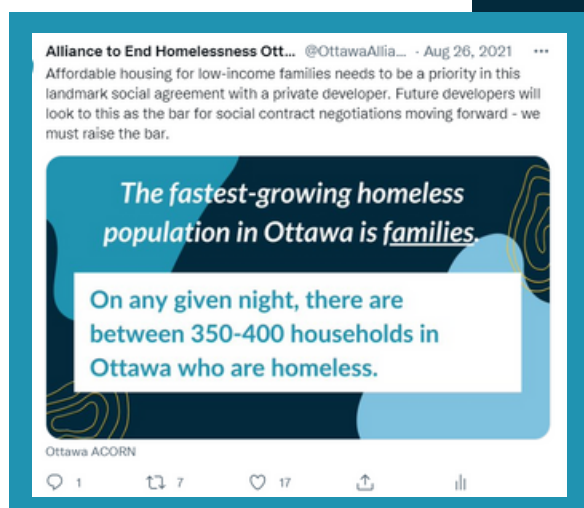 Alliance to End Homelessness Ott... @OttawaAllia... · Aug 26, 2021 ···
Affordable housing for low-income families needs to be a priority in this
landmark social agreement with a private developer. Future developers will
look to this as the bar for social contract negotiations moving forward - we
must raise the bar.
The fastest-growing homeless
population in Ottawa is families.
On any given night, there are
between 350-400 households in
Ottawa who are homeless.
Ottawa ACORN
1 7 17